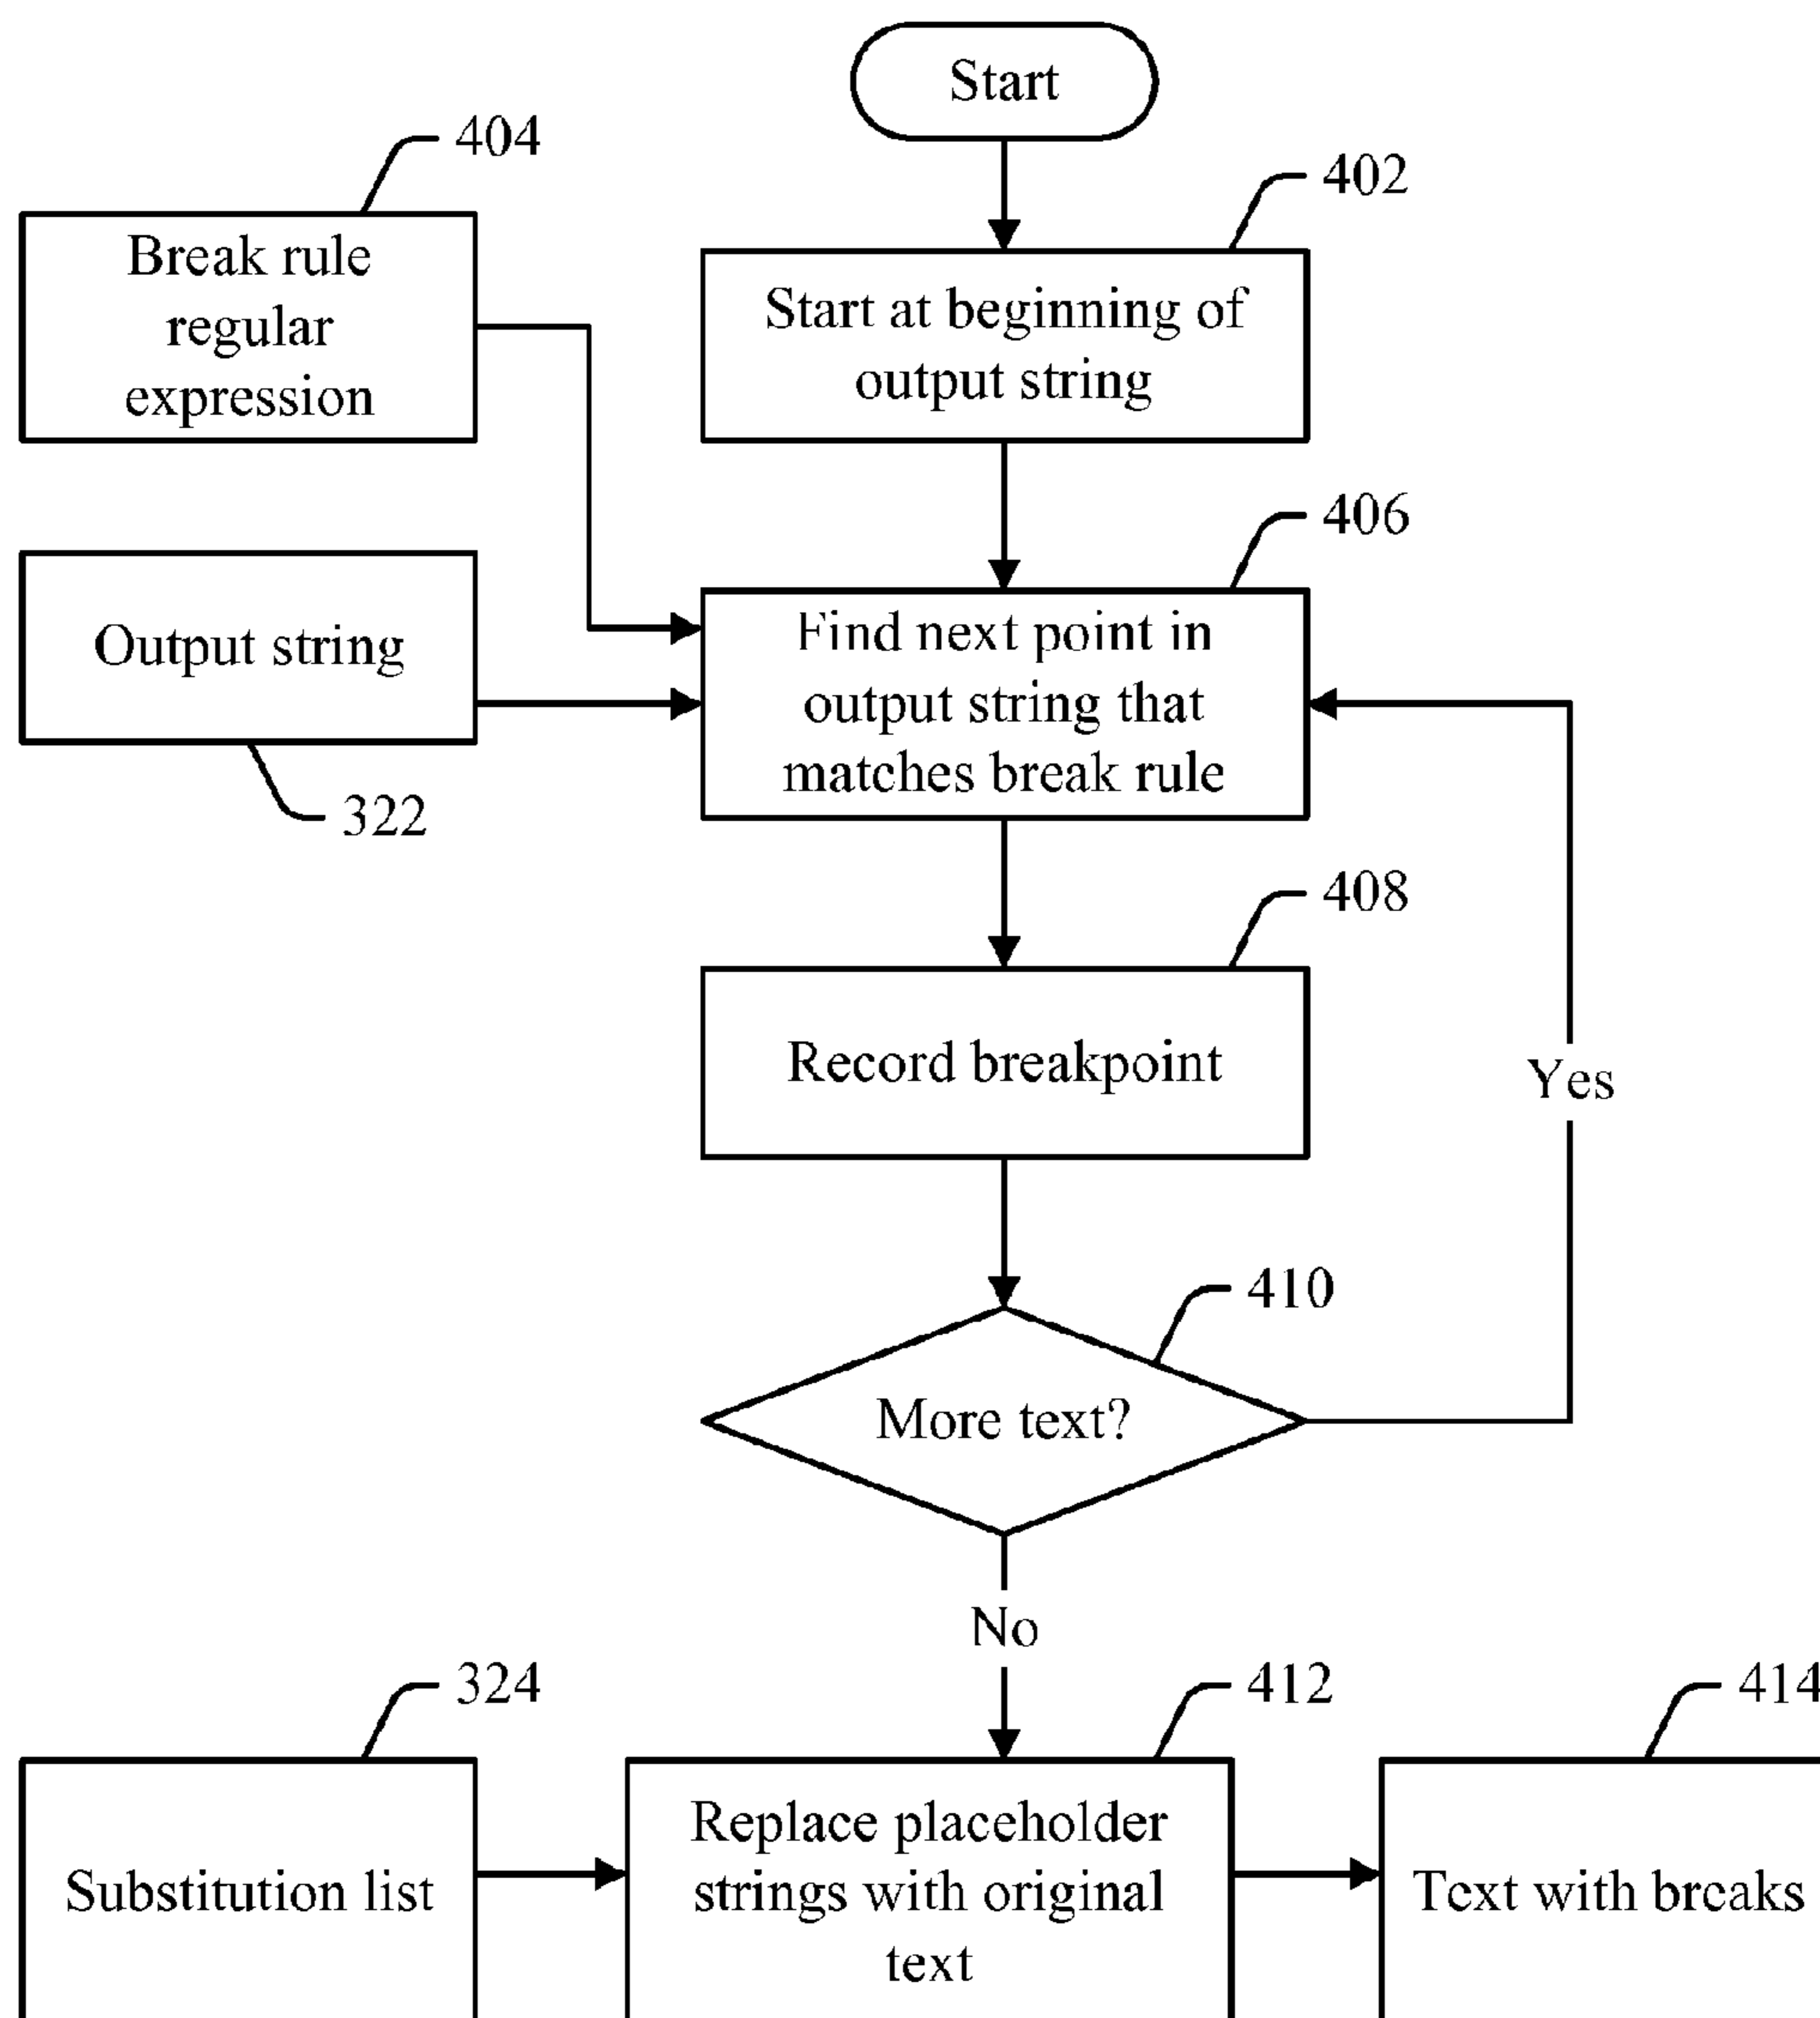 Start
404
402
Break rule
regular
expression
Start at beginning of
output string
406
Output string
322
Find next point in
output string that
matches break rule
408
Record breakpoint
Yes
410
More text?
No
324
412
414
Substitution list
Replace placeholder
strings with original
text
Text with breaks